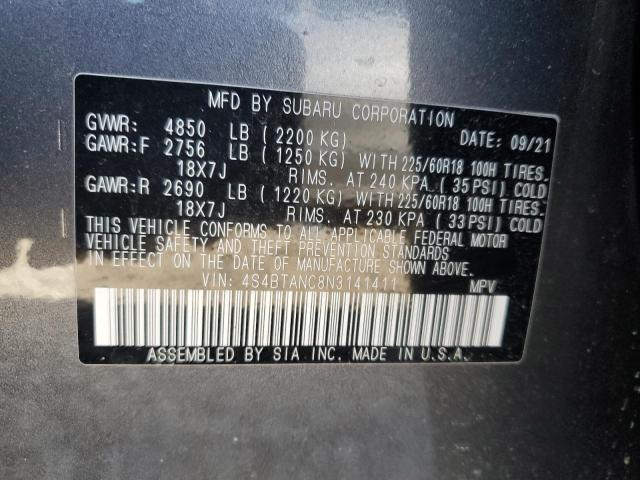 MFD BY SUBARU CORPORATION
GVWR: 4850 LB (2200 KG) DATE: 09/21
GAWR:F 2756 LB (1250 KG) WITH 225/60R18 100H TIRES.
18X7J RIMS. AT 240 KPA (35 PSI) COLD
GAWR:R 2690 LB (1220 KG) WITH 225/60R18 100H TIRES.
18X7J RIMS. AT 230 KPA (33 PSI) COLD
THIS VEHICLE CONFORMS TO ALL APPLICABLE FEDERAL MOTOR
VEHICLE SAFETY AND THEFT PREVENTION STANDARDS
IN EFFECT ON THE DATE OF MANUFACTURE SHOWN ABOVE.
VIN: 4S4BTANC8N3141411 MPV
ASSEMBLED BY SIA INC. MADE IN U.S.A.